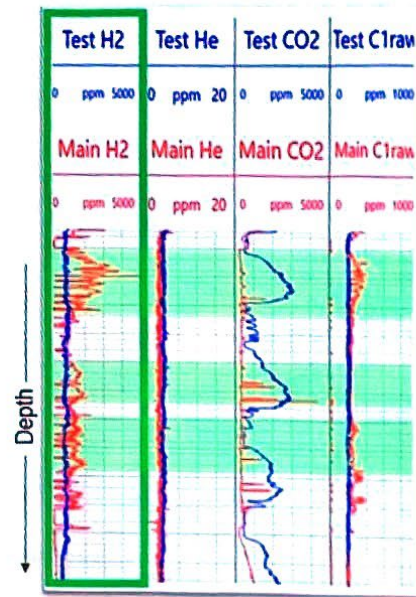 Test H2 Test He Test CO2 Test C1raw
0 ppm 5000 0 ppm 20 0 ppm 5000 0 ppm 1000
Main H2 Main He Main CO2 Main C1raw
0 ppm 5000 0 ppm 20 0 ppm 5000 0 ppm 1000
Depth